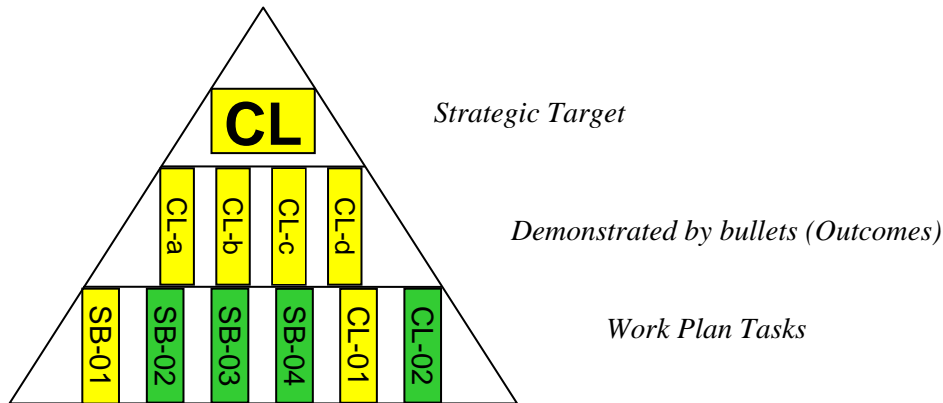 CL
Strategic Target
CL-a
CL-b
CL-c
CL-d
Demonstrated by bullets (Outcomes)
SB-01
SB-02
SB-03
SB-04
CL-01
CL-02
Work Plan Tasks